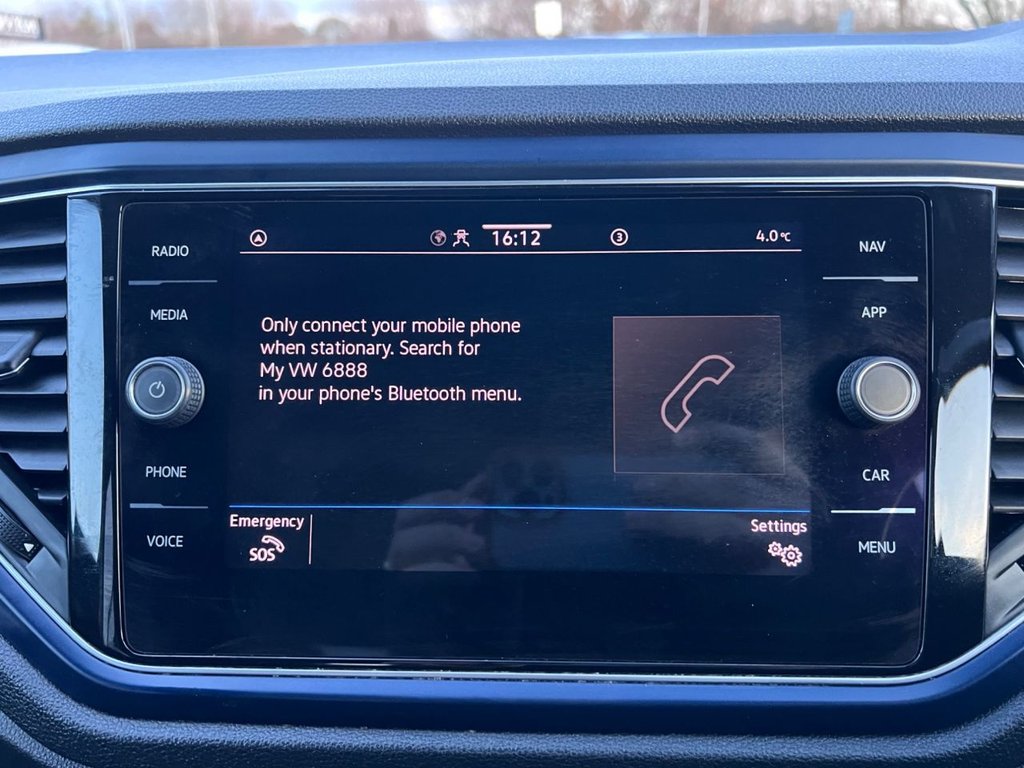 RADIO
MEDIA
PHONE
VOICE
16:12
3
4.0°C
Only connect your mobile phone
when stationary. Search for
My VW 6888
in your phone's Bluetooth menu.
Emergency
SOS
Settings
NAV
APP
CAR
MENU